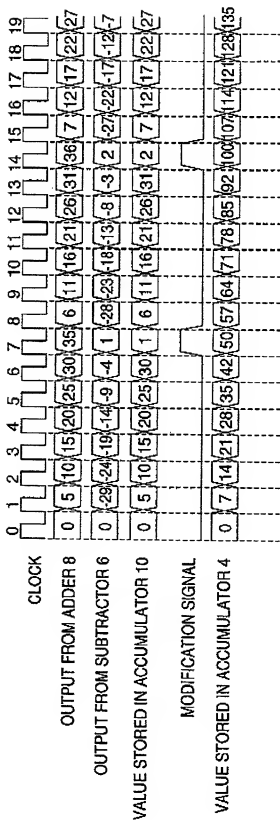 0 1 2 3 4 5 6 7 8 9 10 11 12 13 14 15 16 17 18 19
CLOCK
OUTPUT FROM ADDER 8 0 5 10 15 20 25 30 35 6 11 16 21 26 31 36 7 12 17 22 27
OUTPUT FROM SUBTRACTOR 6 0 -29 -24 -19 -14 -9 -4 1 -28 -23 -18 -13 -8 -3 2 -27 -22 -17 -12 -7
VALUE STORED IN ACCUMULATOR 10 0 5 10 15 20 25 30 1 6 11 16 21 26 31 2 7 12 17 22 27
MODIFICATION SIGNAL
VALUE STORED IN ACCUMULATOR 4 0 7 14 21 28 35 42 50 57 64 71 78 85 92 100 107 114 121 128 135